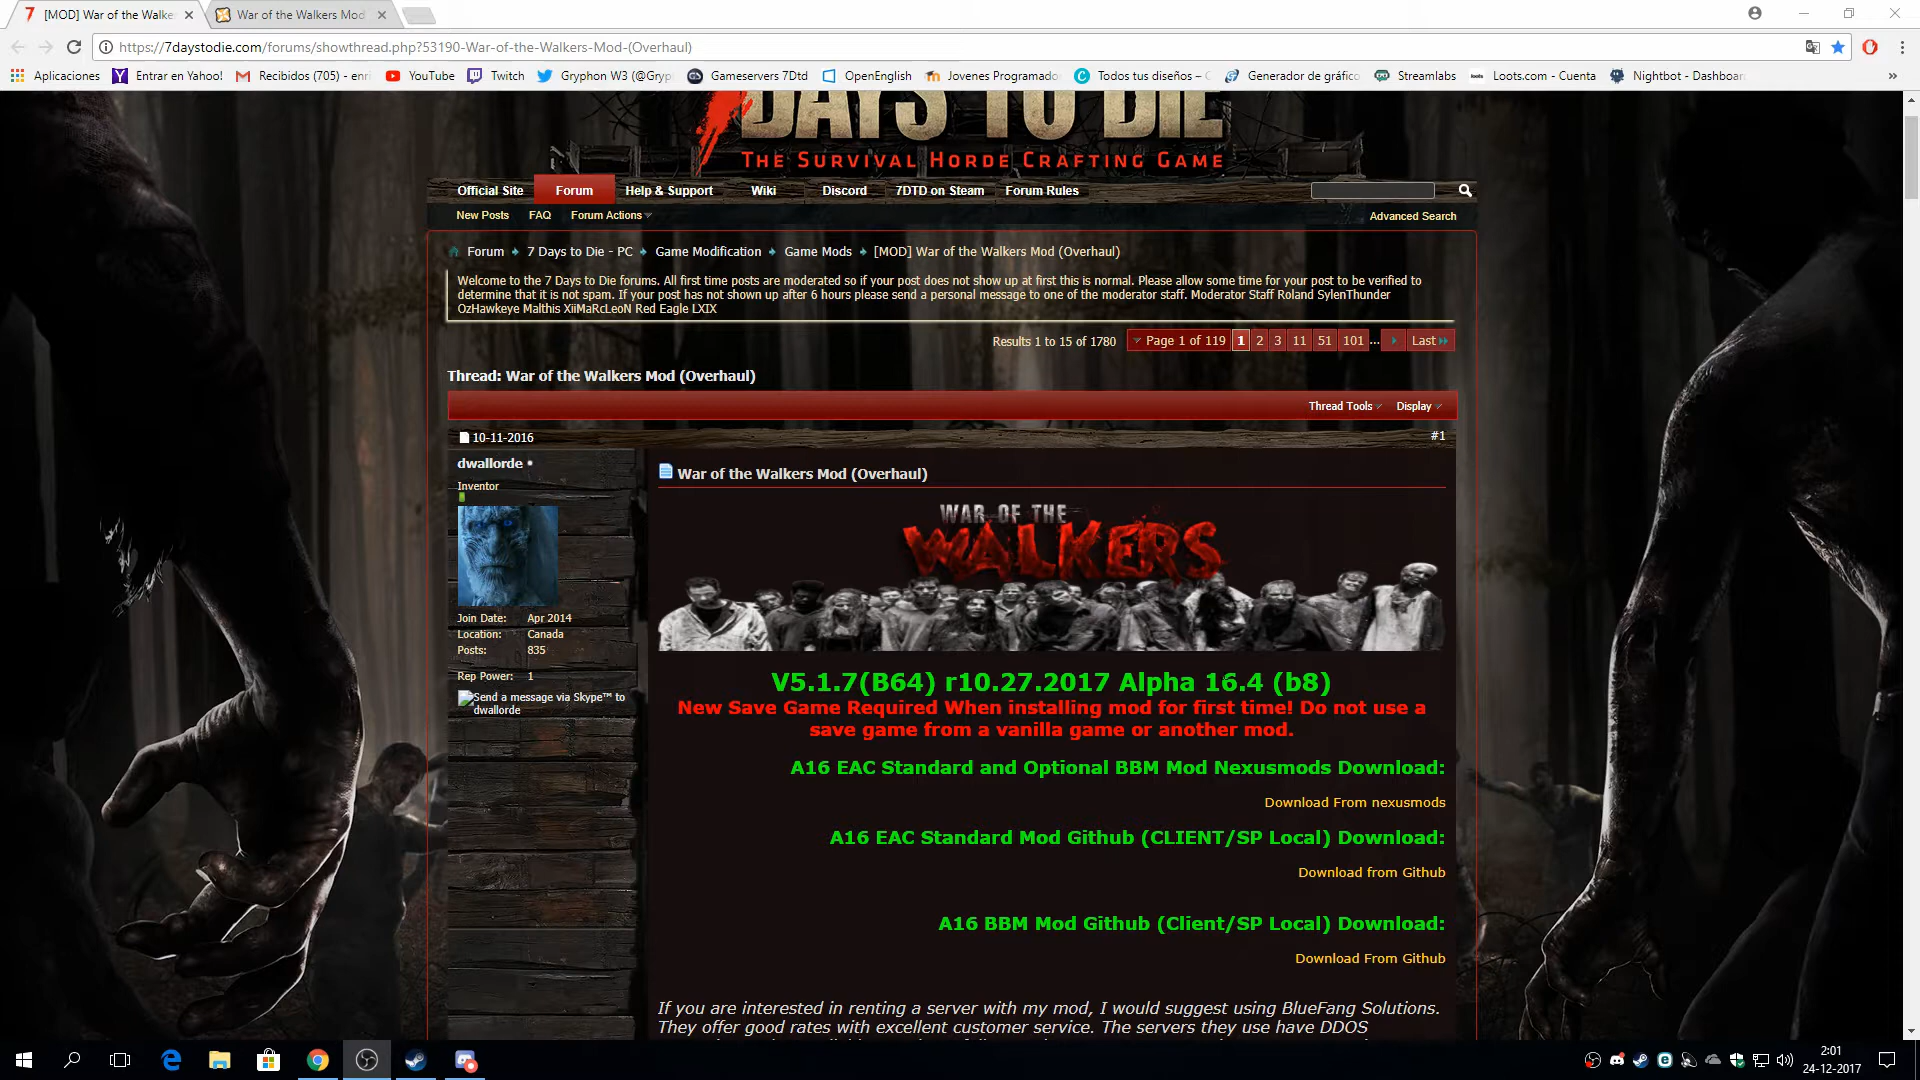 [MOD] War of the Walke
War of the Walkers Mod
https://7daystodie.com/forums/showthread.php?53190-War-of-the-Walkers-Mod-(Overhaul)
Aplicaciones
Entrar en Yahoo!
Recibidos (705) - enri
YouTube
Twitch
Gryphon W3 (@Gryp
Gameservers 7Dtd
OpenEnglish
Jovenes Programado
Todos tus diseños – C
Generador de gráfico
Streamlabs
Loots.com - Cuenta
Nightbot - Dashboar
7 DAYS TO DIE
THE SURVIVAL HORDE CRAFTING GAME
Official Site
Forum
Help & Support
Wiki
Discord
7DTD on Steam
Forum Rules
New Posts
FAQ
Forum Actions
Advanced Search
Forum
7 Days to Die - PC
Game Modification
Game Mods
[MOD] War of the Walkers Mod (Overhaul)
Welcome to the 7 Days to Die forums. All first time posts are moderated so if your post does not show up at first this is normal. Please allow some time for your post to be verified to
determine that it is not spam. If your post has not shown up after 6 hours please send a personal message to one of the moderator staff. Moderator Staff Roland SylenThunder
OzHawkeye Malthis XiiMaRcLeoN Red Eagle LXIX
Results 1 to 15 of 1780
Page 1 of 119
1
2
3
11
51
101
...
Last
Thread: War of the Walkers Mod (Overhaul)
Thread Tools
Display
10-11-2016
#1
dwallorde
Inventor
Join Date: Apr 2014
Location: Canada
Posts: 835
Rep Power: 1
Send a message via Skype™ to
dwallorde
War of the Walkers Mod (Overhaul)
WAR OF THE
WALKERS
V5.1.7(B64) r10.27.2017 Alpha 16.4 (b8)
New Save Game Required When installing mod for first time! Do not use a
save game from a vanilla game or another mod.
A16 EAC Standard and Optional BBM Mod Nexusmods Download:
Download From nexusmods
A16 EAC Standard Mod Github (CLIENT/SP Local) Download:
Download from Github
A16 BBM Mod Github (Client/SP Local) Download:
Download From Github
If you are interested in renting a server with my mod, I would suggest using BlueFang Solutions.
They offer good rates with excellent customer service. The servers they use have DDOS
2:01
24-12-2017